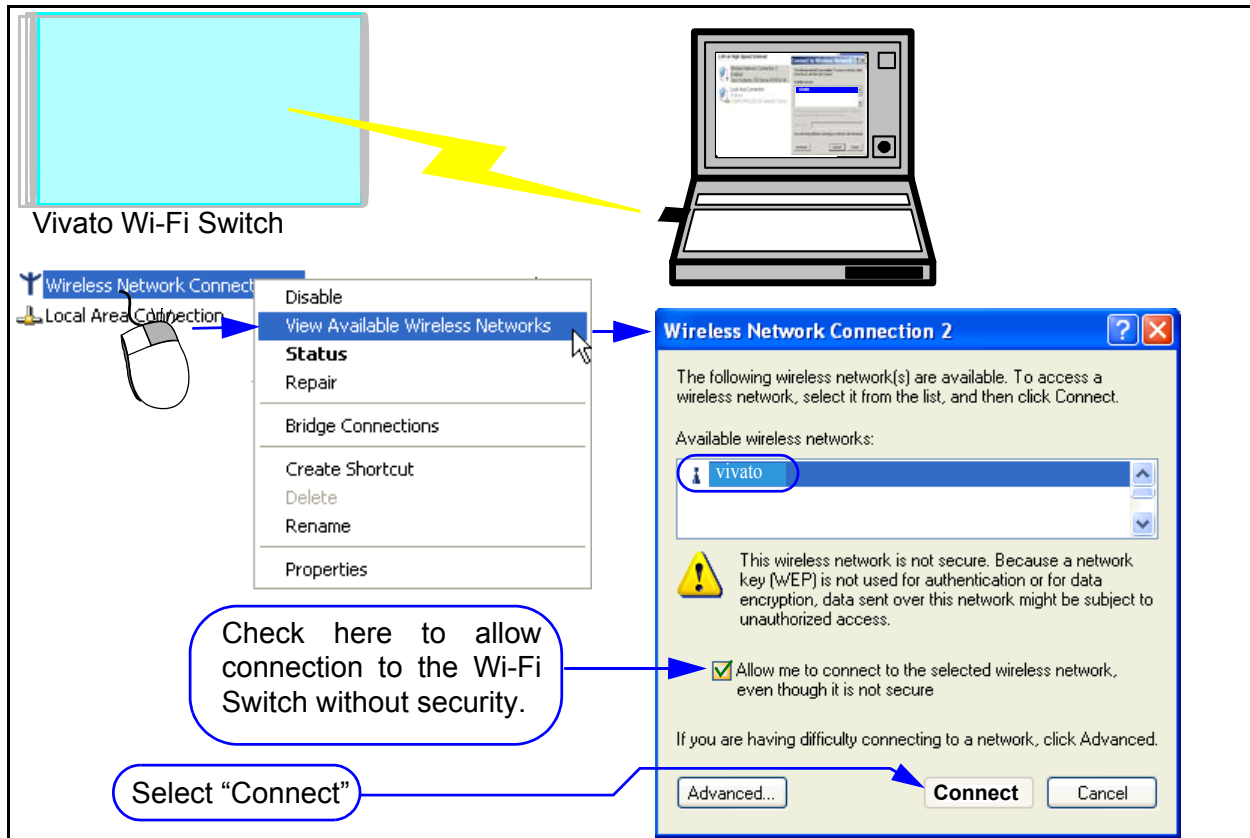 Vivato Wi-Fi Switch
Wireless Network Connect
Local Area Connection
Disable
View Available Wireless Networks
Status
Repair
Bridge Connections
Create Shortcut
Delete
Rename
Properties
Wireless Network Connection 2
The following wireless network(s) are available. To access a
wireless network, select it from the list, and then click Connect.
Available wireless networks:
vivato
This wireless network is not secure. Because a network
key (WEP) is not used for authentication or for data
encryption, data sent over this network might be subject to
unauthorized access.
Check here to allow
connection to the Wi-Fi
Switch without security.
Allow me to connect to the selected wireless network,
even though it is not secure
If you are having difficulty connecting to a network, click Advanced.
Select “Connect”
Advanced...
Connect
Cancel